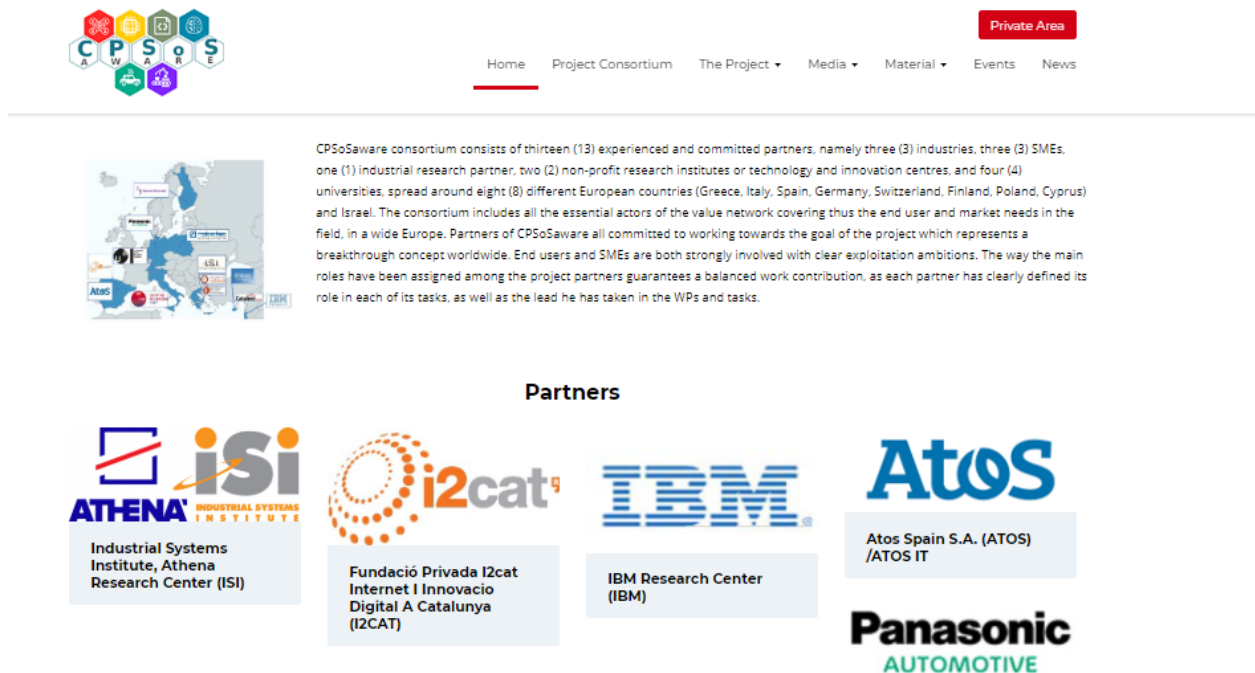 C P S o S
A W A R E
Private Area
Home Project Consortium The Project Media Material Events News
CPSoSaware consortium consists of thirteen (13) experienced and committed partners, namely three (3) industries, three (3) SMEs,
one (1) industrial research partner, two (2) non-profit research institutes or technology and innovation centres, and four (4)
universities, spread around eight (8) different European countries (Greece, Italy, Spain, Germany, Switzerland, Finland, Poland, Cyprus)
and Israel. The consortium includes all the essential actors of the value network covering thus the end user and market needs in the
field, in a wide Europe. Partners of CPSoSaware all committed to working towards the goal of the project which represents a
breakthrough concept worldwide. End users and SMEs are both strongly involved with clear exploitation ambitions. The way the main
roles have been assigned among the project partners guarantees a balanced work contribution, as each partner has clearly defined its
role in each of its tasks, as well as the lead he has taken in the WPs and tasks.
Panasonic
ISI
Atos
IBM
Partners
ATHENA
iSi
INDUSTRIAL SYSTEMS
INSTITUTE
i2cat
IBM
Atos
Industrial Systems
Institute, Athena
Research Center (ISI)
Fundació Privada I2cat
Internet I Innovacio
Digital A Catalunya
(I2CAT)
IBM Research Center
(IBM)
Atos Spain S.A. (ATOS)
/ATOS IT
Panasonic
AUTOMOTIVE